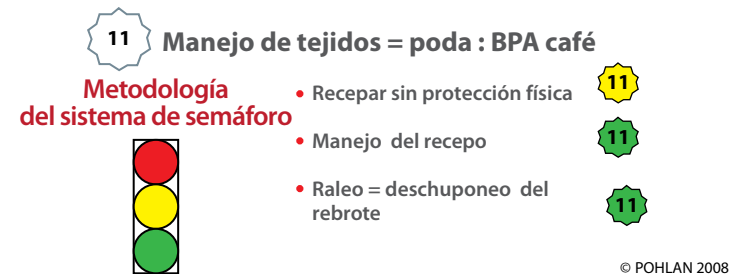 11 Manejo de tejidos = poda : BPA café
Metodología
del sistema de semáforo
• Recepar sin protección física 11
• Manejo del recepo 11
• Raleo = deschuponeo del
rebrote 11
© POHLAN 2008